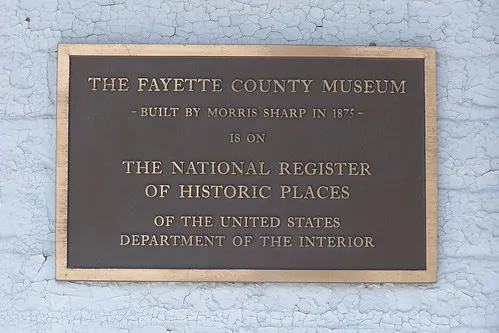 THE FAYETTE COUNTY MUSEUM
- BUILT BY MORRIS SHARP IN 1875 -
IS ON
THE NATIONAL REGISTER
OF HISTORIC PLACES
OF THE UNITED STATES
DEPARTMENT OF THE INTERIOR